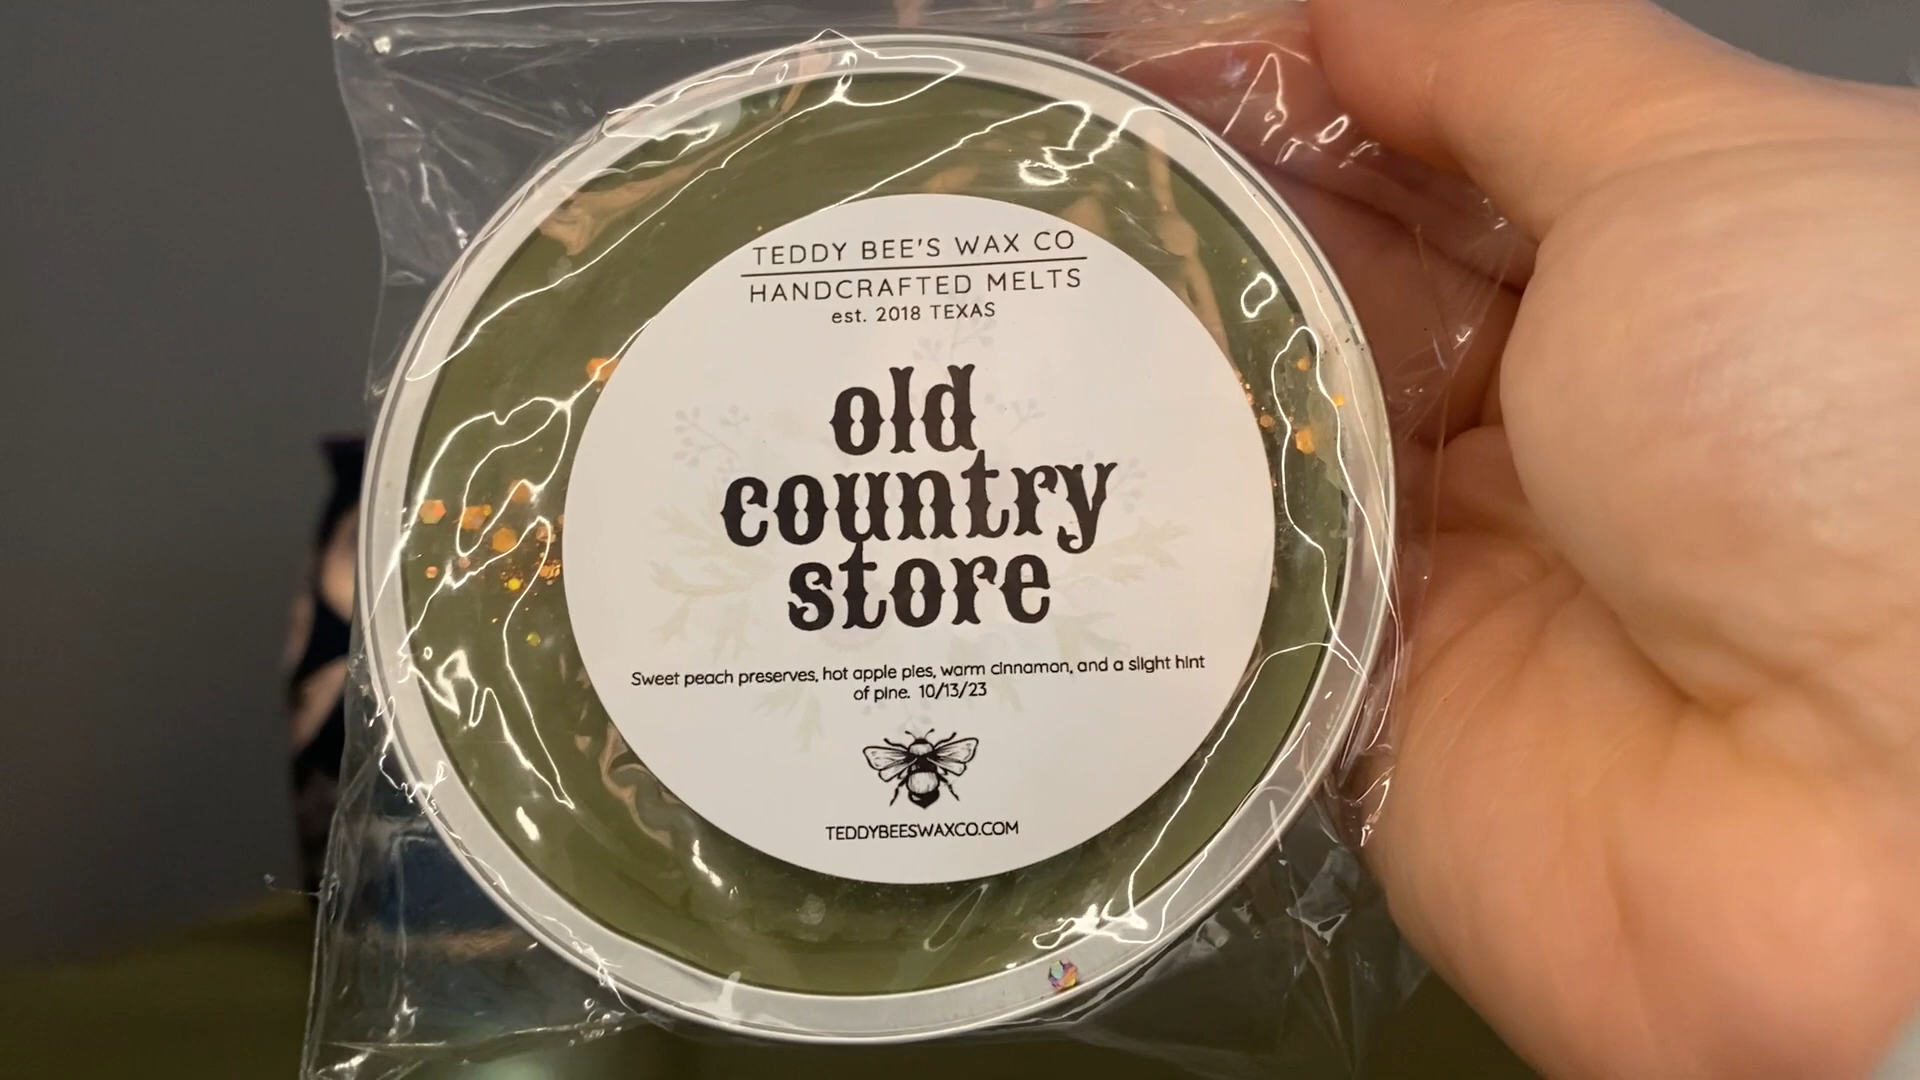 TEDDY BEE'S WAX CO
HANDCRAFTED MELTS
est. 2018 TEXAS
old
country
store
Sweet peach preserves, hot apple pies, warm cinnamon, and a slight hint
of pine. 10/13/23
TEDDYBEESWAXCO.COM